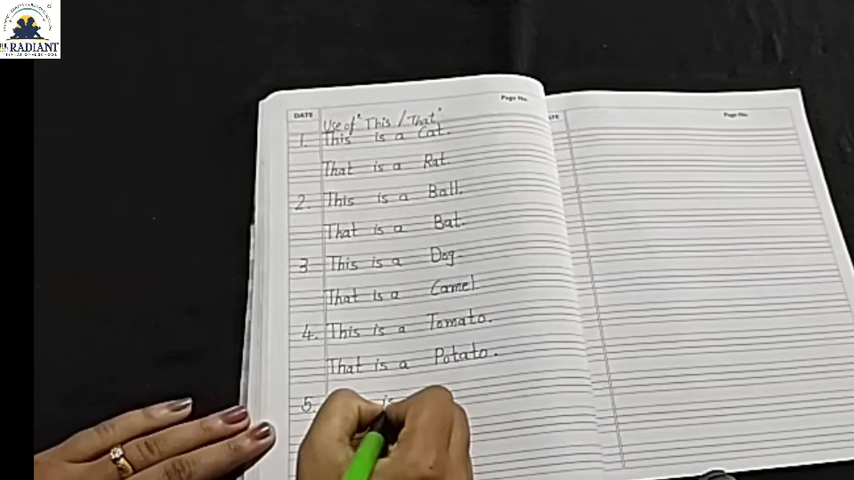 RADIANT
DATE
Page No.
Use of "This / That"
1. This is a Cat.
That is a Rat.
2. This is a Ball.
That is a Bat.
3 This is a Dog.
That is a Camel.
4. This is a Tomato.
That is a Potato.
5. is
Page No.